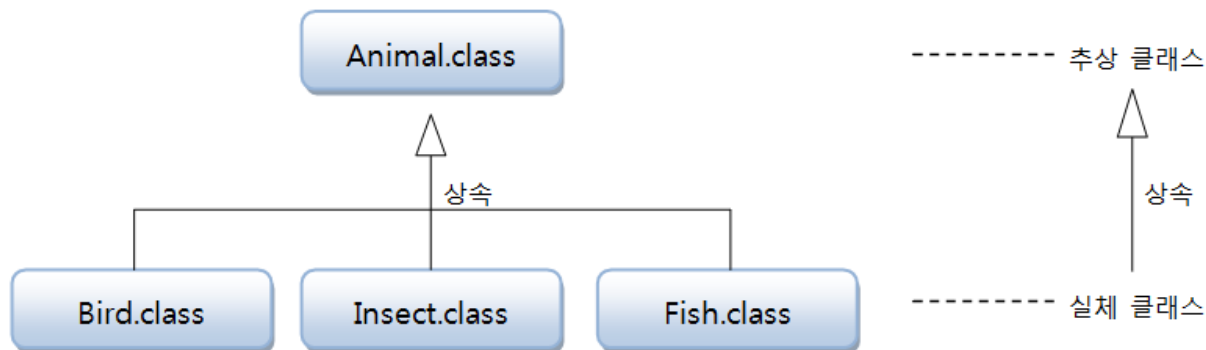 Animal.class
추상 클래스
상속
상속
Bird.class
Insect.class
Fish.class
실체 클래스